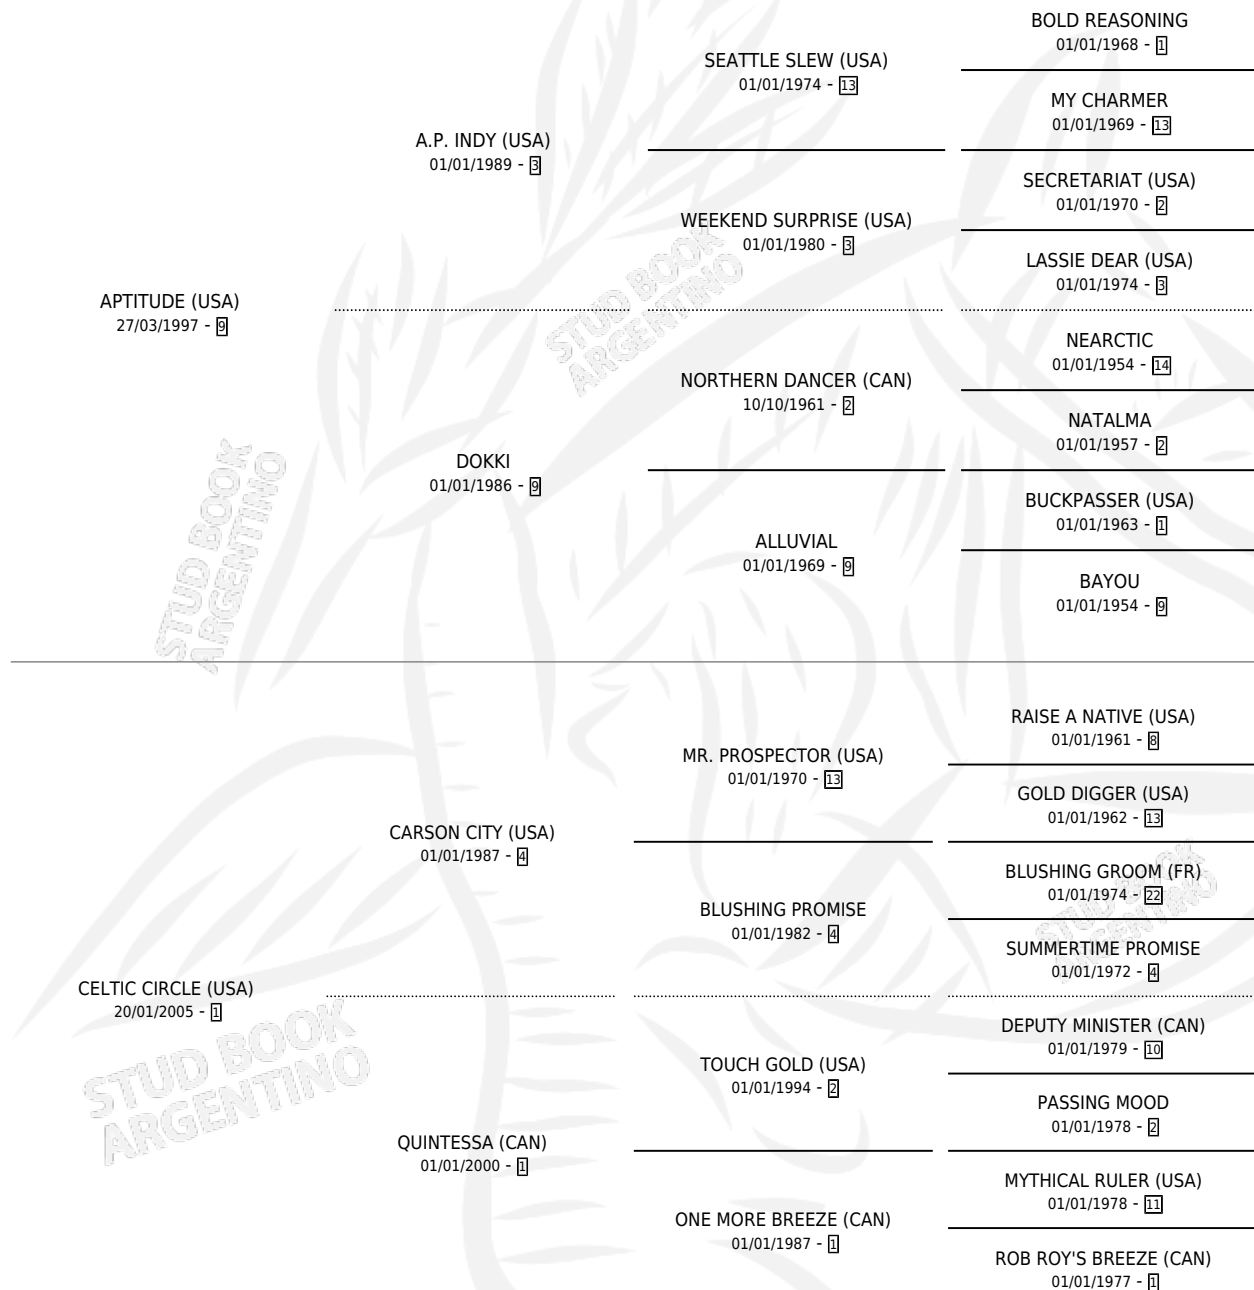 BOLD REASONING
01/01/1968 - 1
SEATTLE SLEW (USA)
01/01/1974 - 13
MY CHARMER
01/01/1969 - 13
A.P. INDY (USA)
01/01/1989 - 3
SECRETARIAT (USA)
01/01/1970 - 2
WEEKEND SURPRISE (USA)
01/01/1980 - 3
LASSIE DEAR (USA)
01/01/1974 - 3
APTITUDE (USA)
27/03/1997 - 9
NEARCTIC
01/01/1954 - 14
NORTHERN DANCER (CAN)
10/10/1961 - 2
NATALMA
01/01/1957 - 2
DOKKI
01/01/1986 - 9
BUCKPASSER (USA)
01/01/1963 - 1
ALLUVIAL
01/01/1969 - 9
BAYOU
01/01/1954 - 9
RAISE A NATIVE (USA)
01/01/1961 - 8
MR. PROSPECTOR (USA)
01/01/1970 - 13
GOLD DIGGER (USA)
01/01/1962 - 13
CARSON CITY (USA)
01/01/1987 - 4
BLUSHING GROOM (FR)
01/01/1974 - 22
BLUSHING PROMISE
01/01/1982 - 4
SUMMERTIME PROMISE
01/01/1972 - 4
CELTIC CIRCLE (USA)
20/01/2005 - 1
DEPUTY MINISTER (CAN)
01/01/1979 - 10
TOUCH GOLD (USA)
01/01/1994 - 2
PASSING MOOD
01/01/1978 - 2
QUINTESSA (CAN)
01/01/2000 - 1
MYTHICAL RULER (USA)
01/01/1978 - 11
ONE MORE BREEZE (CAN)
01/01/1987 - 1
ROB ROY'S BREEZE (CAN)
01/01/1977 - 1
STUD BOOK
ARGENTINO
STUD BOOK
ARGENTINO
STUD BOOK
ARGENTINO
STUD BOOK
ARGENTINO